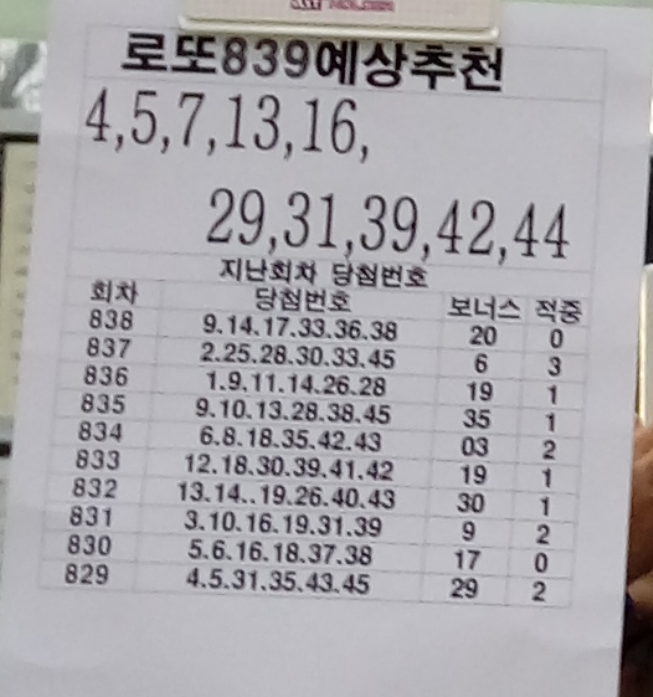 로또839예상추천
4,5,7,13,16,
29,31,39,42,44
지난회차 당첨번호
회차 당첨번호 보너스 적중
838 9.14.17.33.36.38 20 0
837 2.25.28.30.33.45 6 3
836 1.9.11.14.26.28 19 1
835 9.10.13.28.38.45 35 1
834 6.8.18.35.42.43 03 2
833 12.18.30.39.41.42 19 1
832 13.14..19.26.40.43 30 1
831 3.10.16.19.31.39 9 2
830 5.6.16.18.37.38 17 0
829 4.5.31.35.43.45 29 2